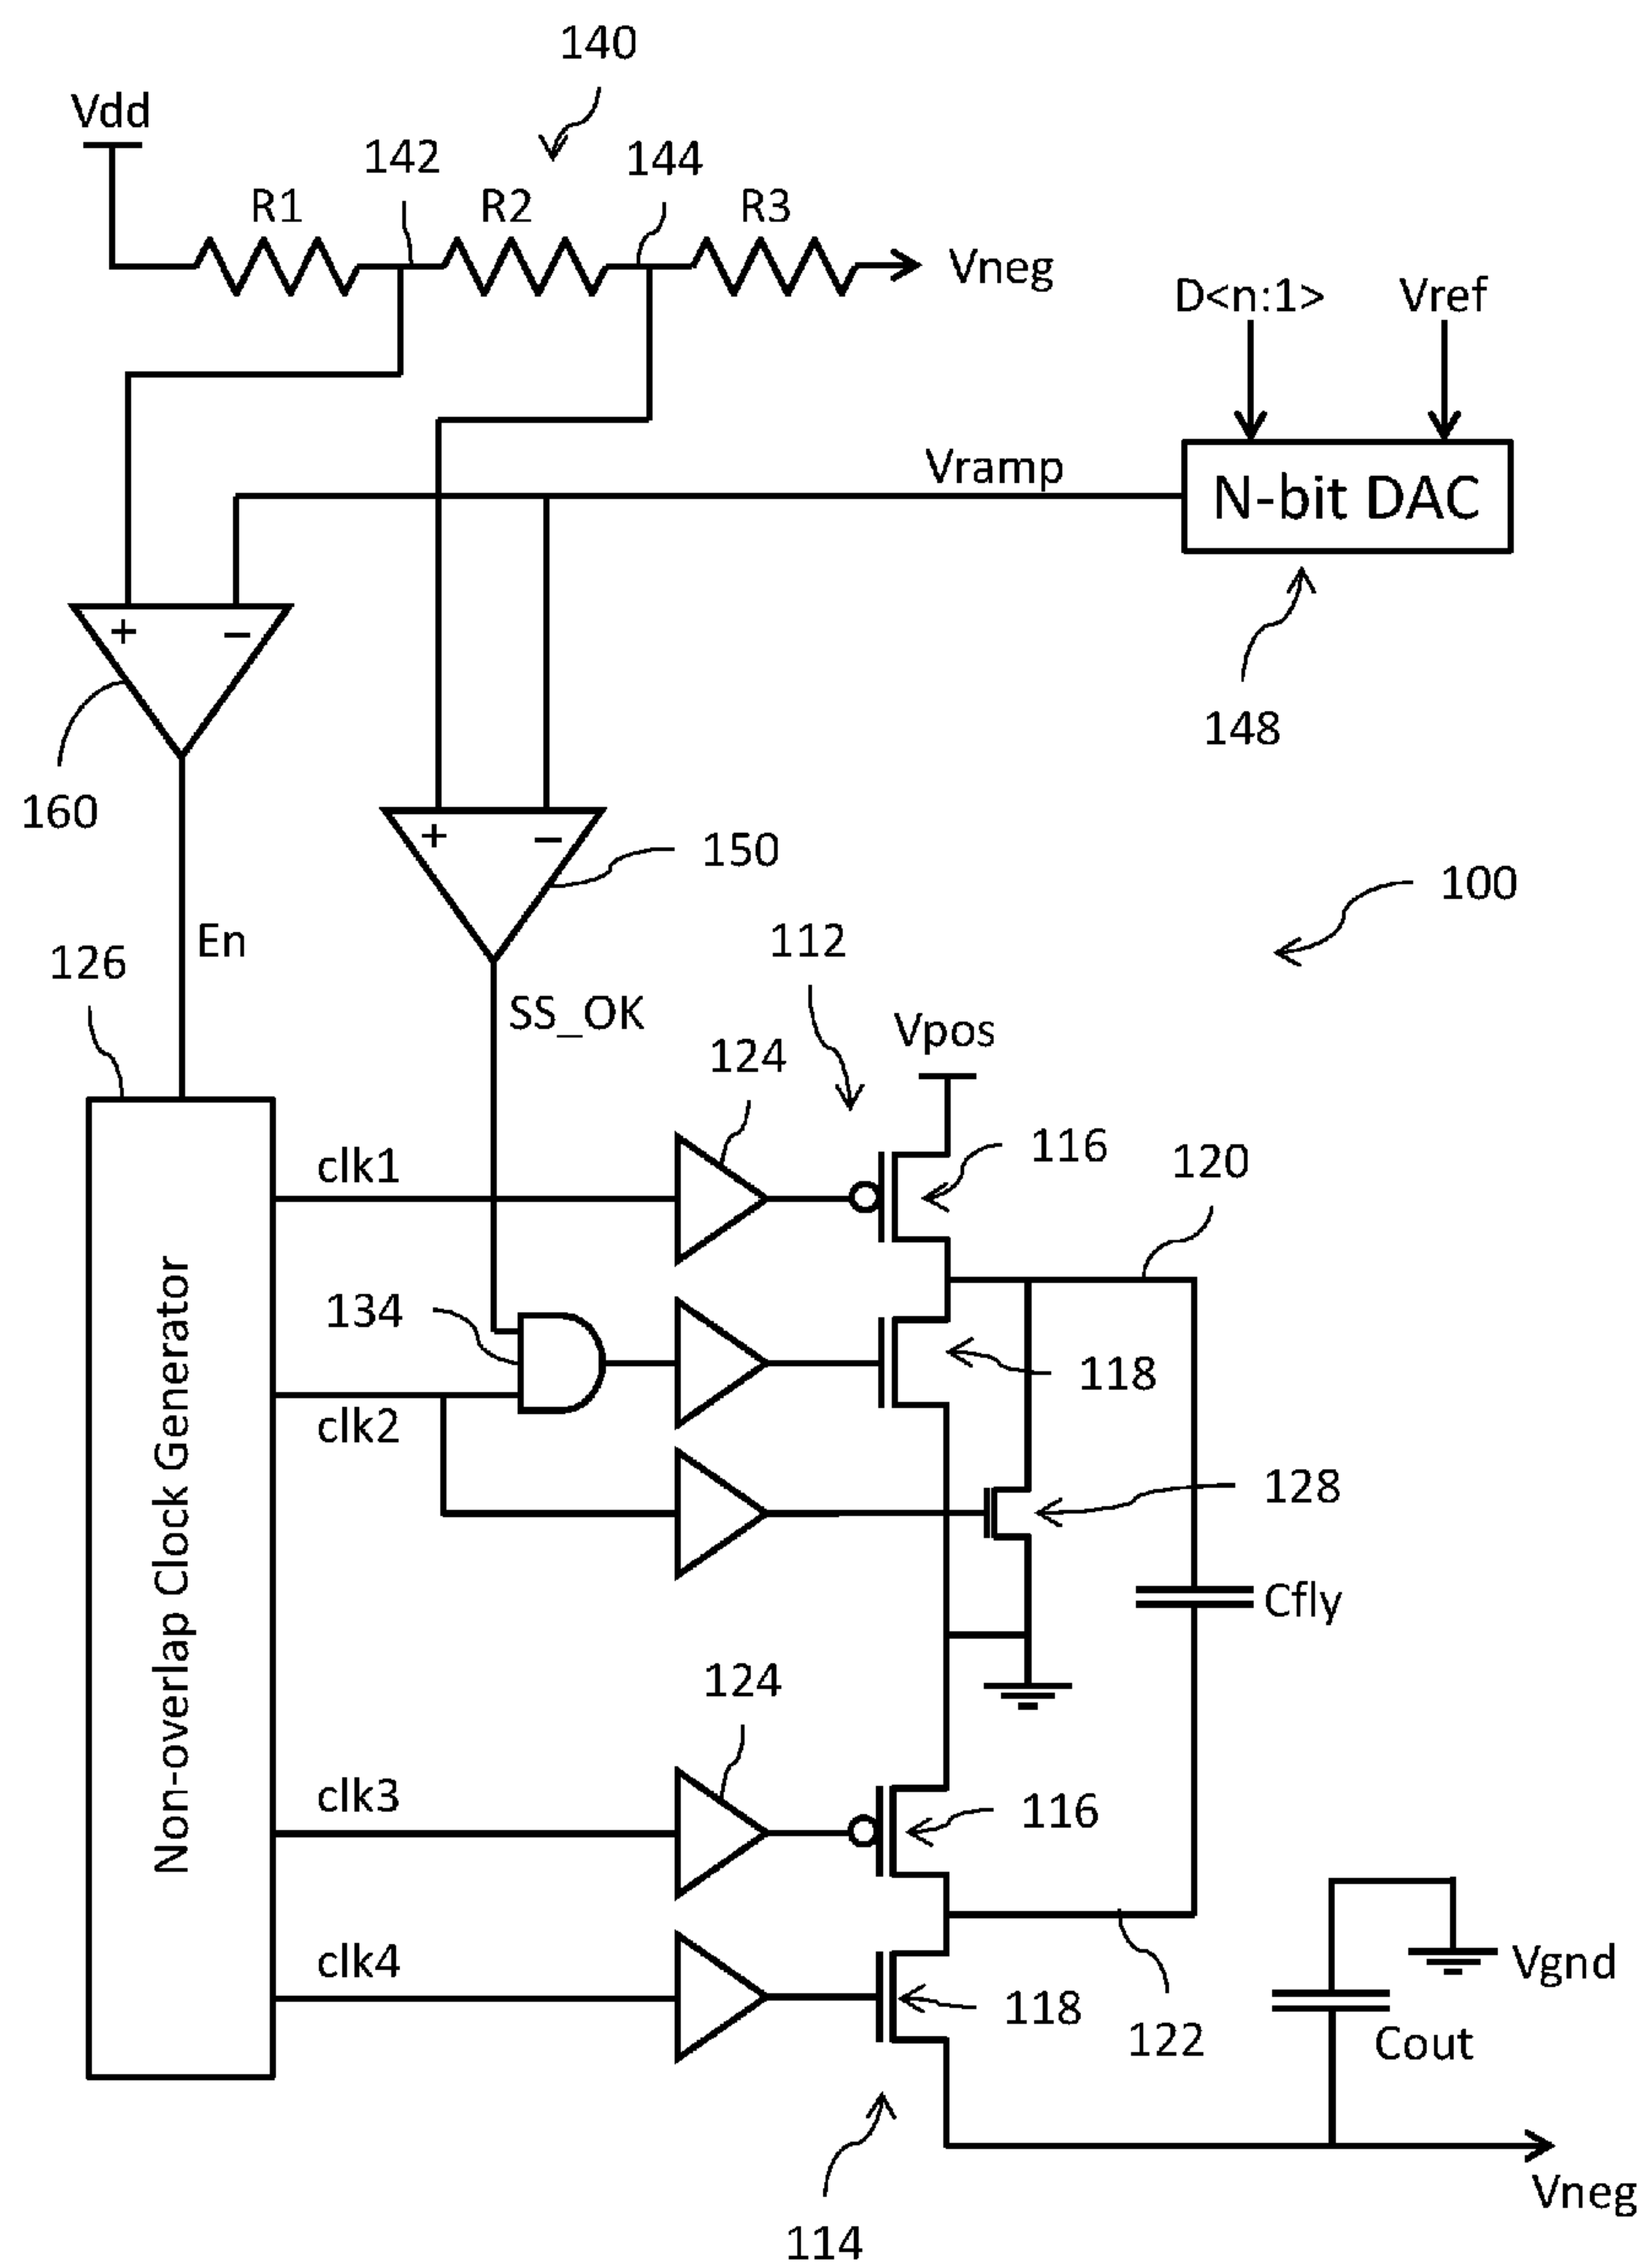 140
Vdd
142
144
R1
R2
R3
Vneg
D<n:1>
Vref
Vramp
N-bit DAC
+
−
148
160
+
−
150
100
En
112
126
SS_OK
Vpos
124
116
120
clk1
134
118
clk2
128
Non-overlap Clock Generator
Cfly
124
clk3
116
clk4
Vgnd
118
122
Cout
Vneg
114